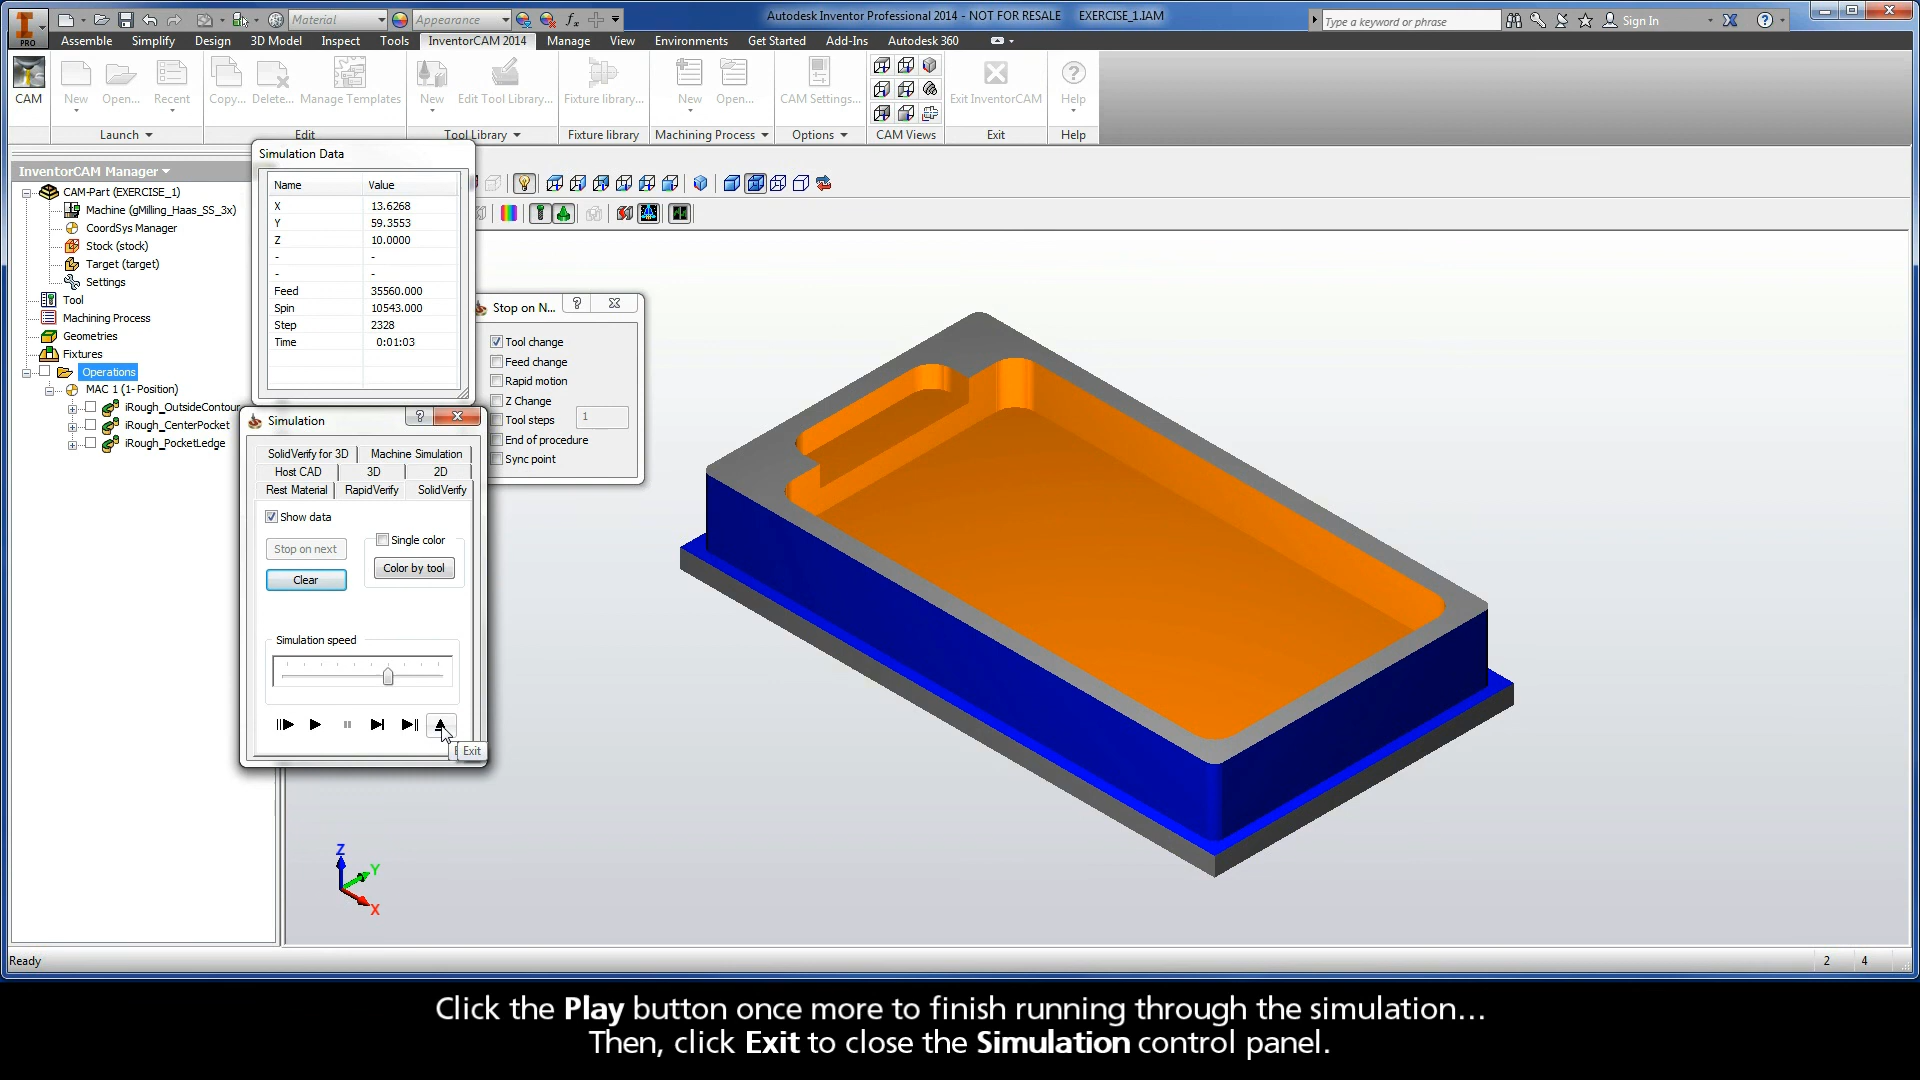 Material
Appearance
Autodesk Inventor Professional 2014 - NOT FOR RESALE EXERCISE_1.IAM
Type a keyword or phrase
Sign In
PRO
Assemble Simplify Design 3D Model Inspect Tools InventorCAM 2014 Manage View Environments Get Started Add-Ins Autodesk 360
CAM New Open... Recent Copy... Delete... Manage Templates New Edit Tool Library... Fixture library... New Open... CAM Settings... Exit InventorCAM Help
Launch Edit Tool Library Fixture library Machining Process Options CAM Views Exit Help
InventorCAM Manager
CAM-Part (EXERCISE_1)
Machine (gMilling_Haas_SS_3x)
CoordSys Manager
Stock (stock)
Target (target)
Settings
Tool
Machining Process
Geometries
Fixtures
Operations
MAC 1 (1- Position)
iRough_OutsideContour
iRough_CenterPocket
iRough_PocketLedge
Simulation Data
Name Value
X 13.6268
Y 59.3553
Z 10.0000
- -
- -
Feed 35560.000
Spin 10543.000
Step 2328
Time 0:01:03
Stop on N... ?
Tool change
Feed change
Rapid motion
Z Change
Tool steps 1
End of procedure
Sync point
Simulation ?
SolidVerify for 3D Machine Simulation
Host CAD 3D 2D
Rest Material RapidVerify SolidVerify
Show data
Stop on next
Single color
Clear
Color by tool
Simulation speed
Exit
Z
Y
X
Ready
2 4
Click the Play button once more to finish running through the simulation...
Then, click Exit to close the Simulation control panel.